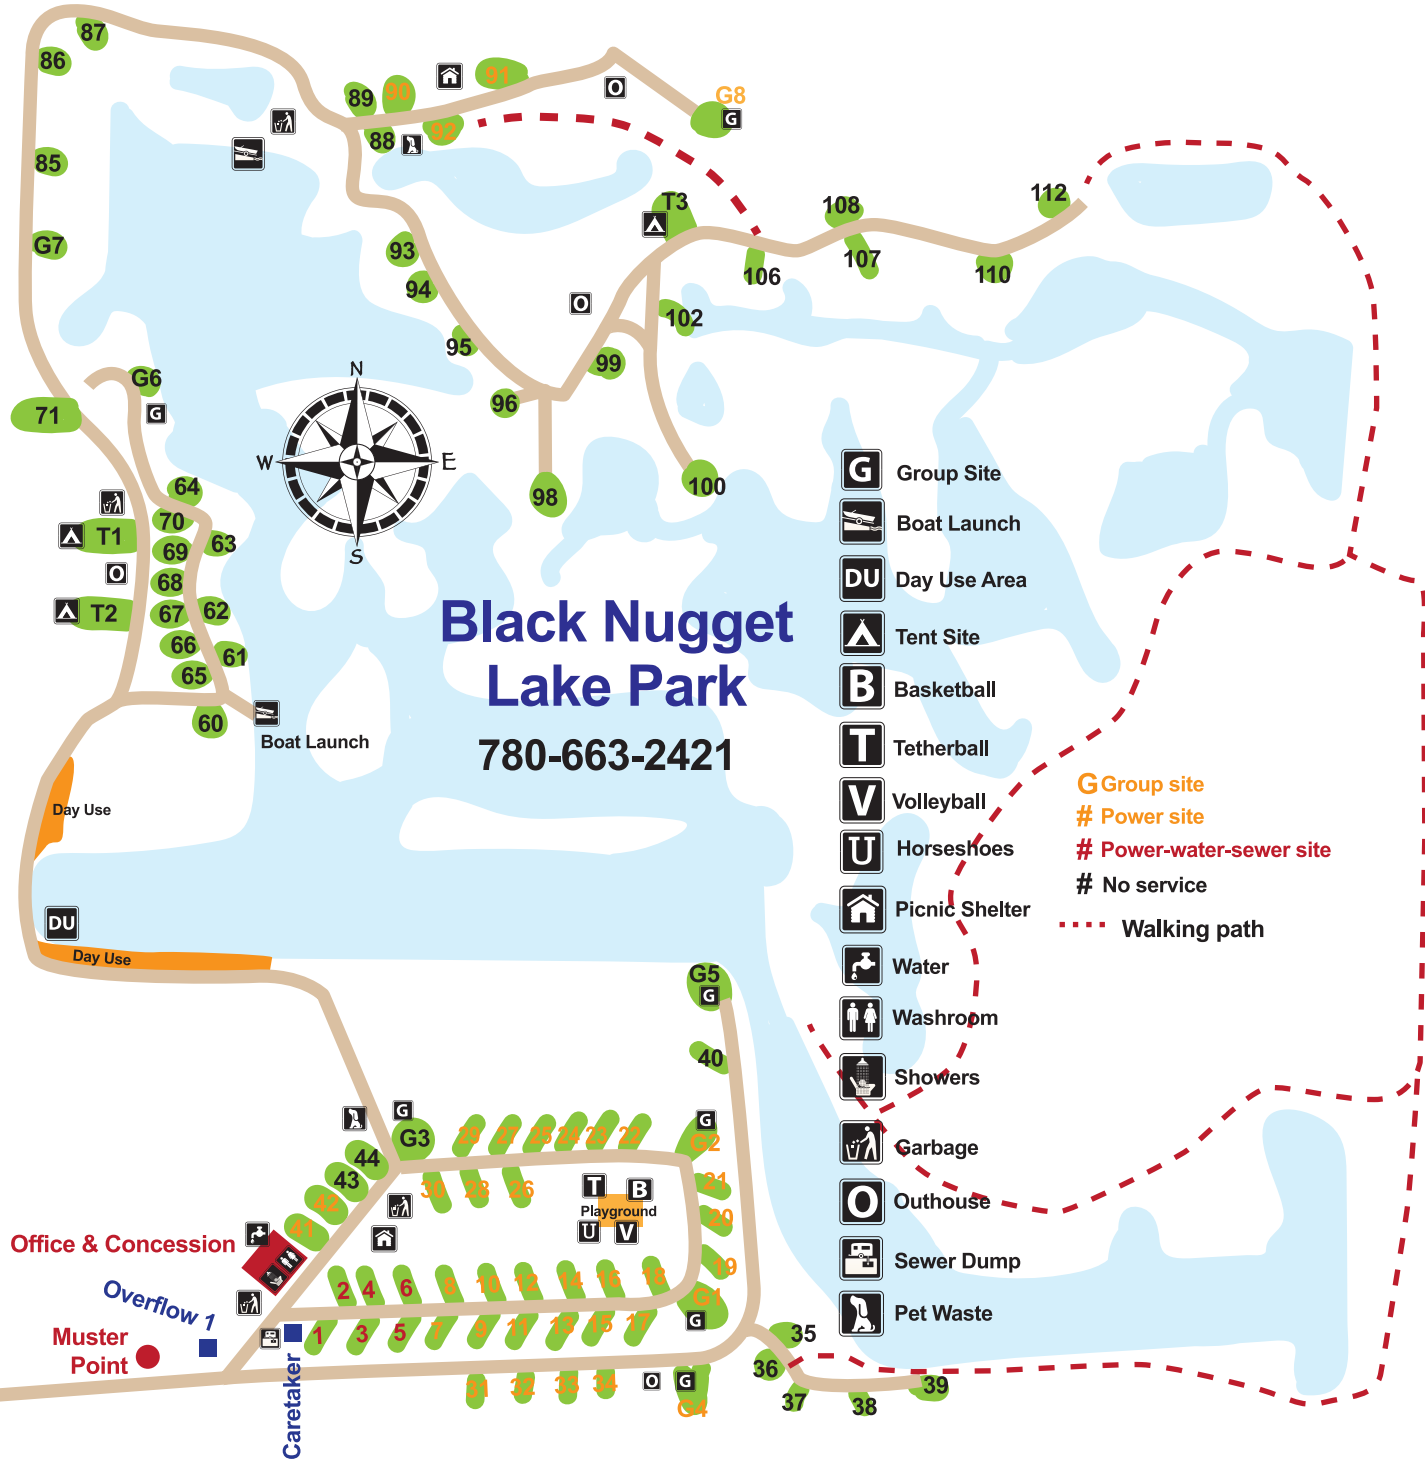 87
86
89
90
91
G8
G
88
92
85
G7
T3
112
108
106
107
110
93
94
95
102
99
96
98
100
G6
G
71
N
W
E
S
64
70
63
69
68
67
62
66
61
65
60
T1
O
T2
O
O
Boat Launch
Black Nugget
Lake Park
780-663-2421
G Group Site
Boat Launch
DU Day Use Area
Tent Site
B Basketball
T Tetherball
V Volleyball
U Horseshoes
Picnic Shelter
Water
Washroom
Showers
Garbage
O Outhouse
Sewer Dump
Pet Waste
G Group site
# Power site
# Power-water-sewer site
# No service
Walking path
Day Use
DU
Day Use
G5
G
40
G
G3
44
43
42
41
29
27
25
24
23
22
G
G2
30
28
26
21
20
19
T
B
Playground
U
V
Office & Concession
Overflow 1
Muster
Point
Caretaker
2
4
6
8
10
12
14
16
18
G1
G
1
3
5
7
9
11
13
15
17
31
32
33
34
O
G
G4
35
36
37
38
39